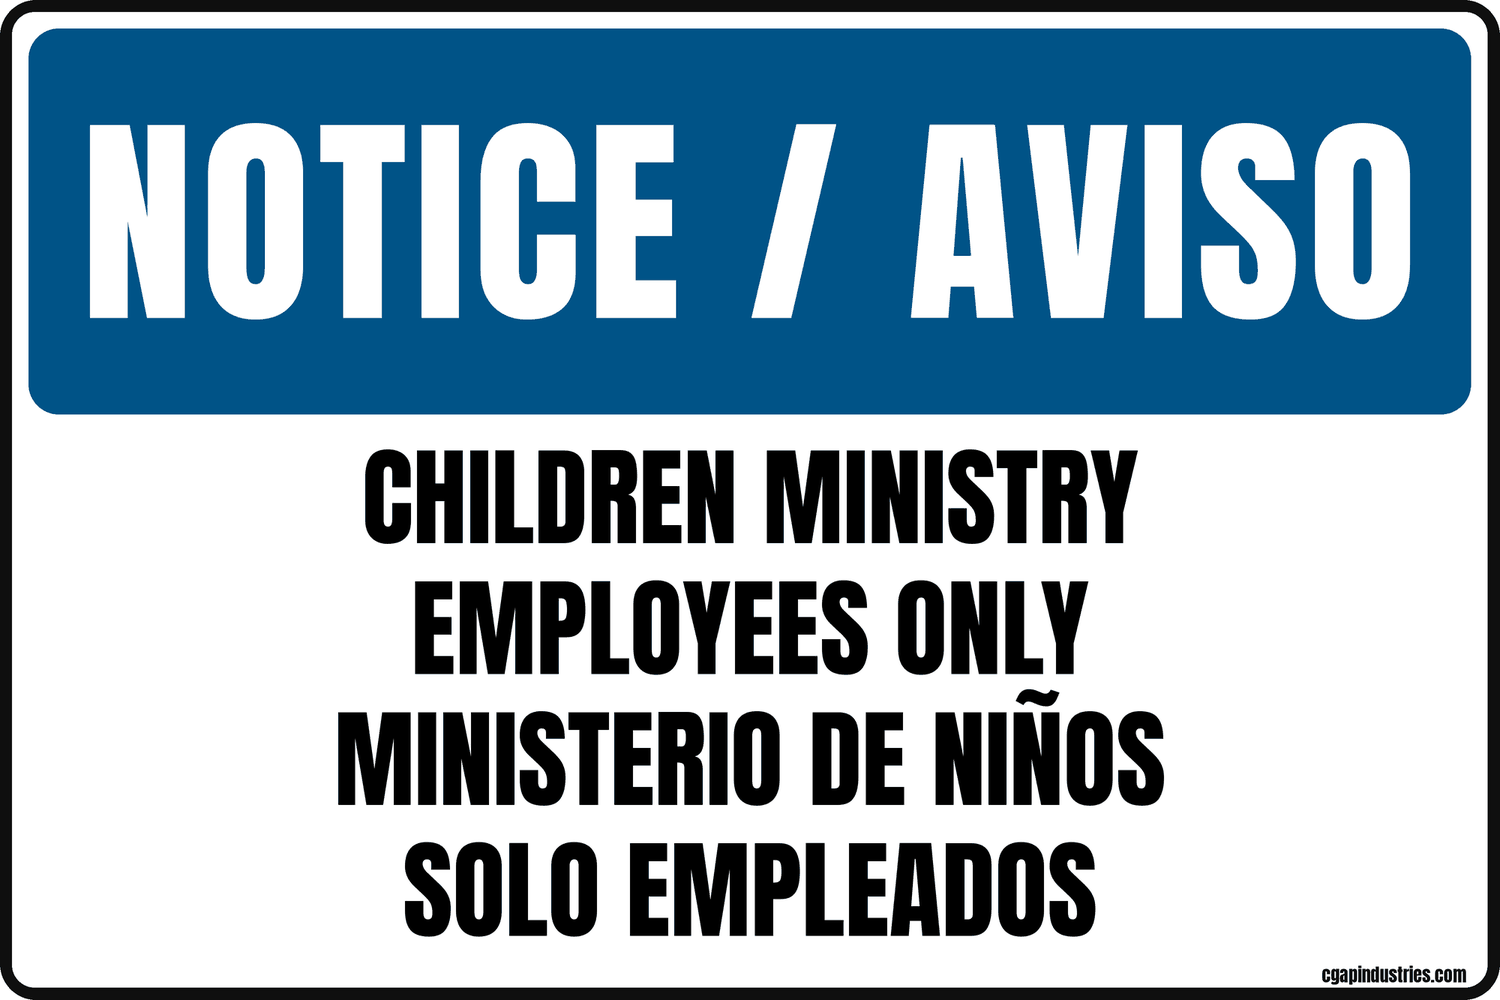 NOTICE / AVISO
CHILDREN MINISTRY
EMPLOYEES ONLY
MINISTERIO DE NIÑOS
SOLO EMPLEADOS
cgapindustries.com